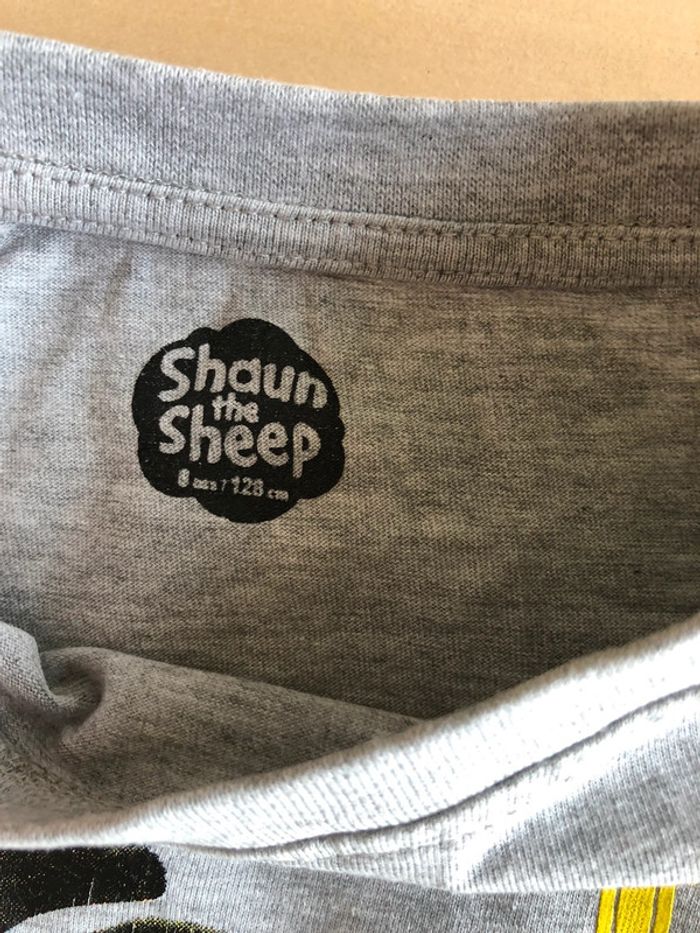 Shaun
the
Sheep
8 ans / 128 cm